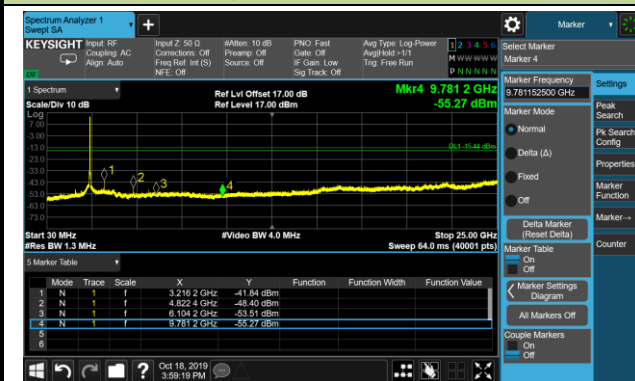 Spectrum Analyzer 1
Swept SA
+
Marker
KEYSIGHT Input: RF
Coupling: AC
Align: Auto
Input Z: 50 Ω
Corrections: Off
Freq Ref: Int (S)
NFE: Off
#Atten: 10 dB
Preamp: Off
Source: Off
PNO: Fast
Gate: Off
IF Gain: Low
Sig Track: Off
Avg Type: Log-Power
Avg|Hold:>1/1
Trig: Free Run
1 2 3 4 5 6
M W W W W W
P N N N N N
LW
1 Spectrum
Scale/Div 10 dB
Ref Lvl Offset 17.00 dB
Ref Level 17.00 dBm
Mkr4 9.781 2 GHz
-55.27 dBm
Log
7.00
-3.00
-13.0
-23.0
-33.0
-43.0
-53.0
-63.0
-73.0
DL1 -15.44 dBm
1
2
3
4
Start 30 MHz
#Res BW 1.3 MHz
#Video BW 4.0 MHz
Stop 25.00 GHz
Sweep 64.0 ms (40001 pts)
5 Marker Table
Mode Trace Scale X Y Function Function Width Function Value
1 N 1 f 3.216 2 GHz -41.84 dBm
2 N 1 f 4.822 4 GHz -48.40 dBm
3 N 1 f 6.104 2 GHz -53.51 dBm
4 N 1 f 9.781 2 GHz -55.27 dBm
5
6
Oct 18, 2019
3:59:19 PM
?
Select Marker
Marker 4
Marker Frequency
9.781152500 GHz
Marker Mode
Normal
Delta (Δ)
Fixed
Off
Delta Marker
(Reset Delta)
Marker Table
On
Off
Marker Settings
Diagram
All Markers Off
Couple Markers
On
Off
Settings
Peak
Search
Pk Search
Config
Properties
Marker
Function
Marker→
Counter